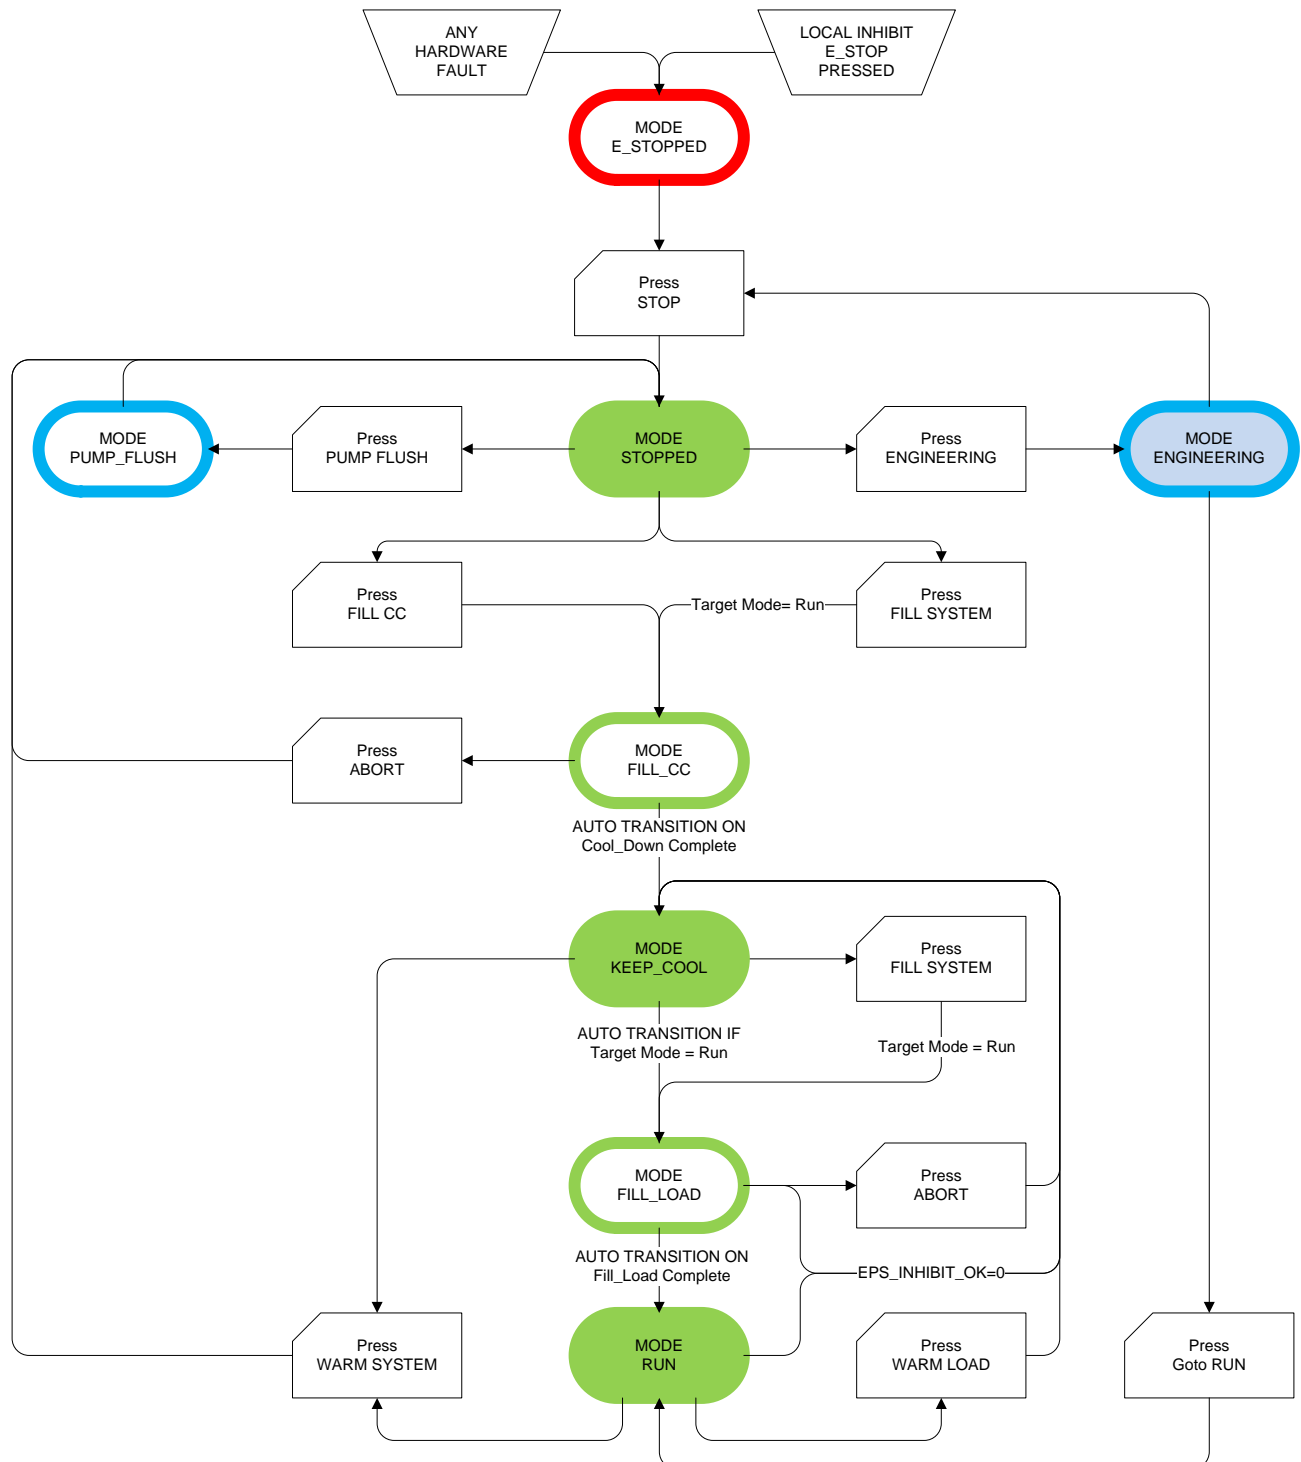 ANY
HARDWARE
FAULT
LOCAL INHIBIT
E_STOP
PRESSED
MODE
E_STOPPED
Press
STOP
MODE
PUMP_FLUSH
Press
PUMP FLUSH
MODE
STOPPED
Press
ENGINEERING
MODE
ENGINEERING
Press
FILL CC
Target Mode= Run
Press
FILL SYSTEM
Press
ABORT
MODE
FILL_CC
AUTO TRANSITION ON
Cool_Down Complete
MODE
KEEP_COOL
Press
FILL SYSTEM
AUTO TRANSITION IF
Target Mode = Run
Target Mode = Run
MODE
FILL_LOAD
Press
ABORT
AUTO TRANSITION ON
Fill_Load Complete
EPS_INHIBIT_OK=0
Press
WARM SYSTEM
MODE
RUN
Press
WARM LOAD
Press
Goto RUN